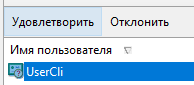 Удовлетворить Отклонить
Имя пользователя
UserCli